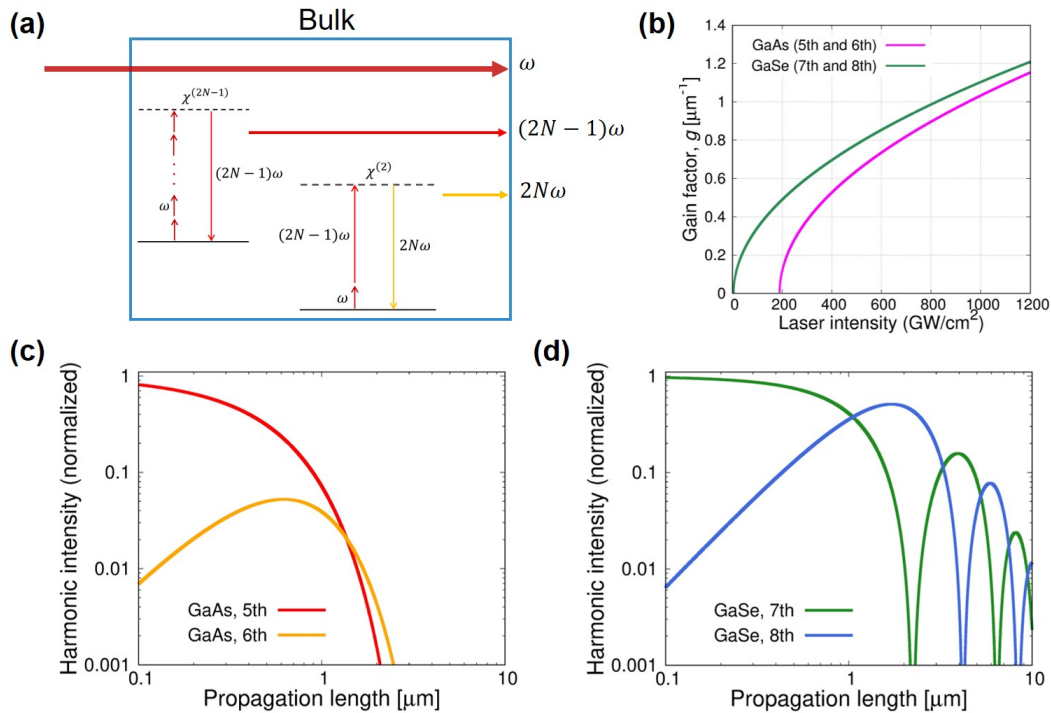 (a)
Bulk
ω
χ^(2N−1)
(2N − 1)ω
(2N − 1)ω
ω
χ^(2)
2Nω
(2N − 1)ω
2Nω
ω
(b)
GaAs (5th and 6th)
GaSe (7th and 8th)
Gain factor, g [μm⁻¹]
1.4
1.2
1
0.8
0.6
0.4
0.2
0
0 200 400 600 800 1000 1200
Laser intensity (GW/cm²)
(c)
Harmonic intensity (normalized)
1
0.1
0.01
0.001
GaAs, 5th
GaAs, 6th
0.1 1 10
Propagation length [μm]
(d)
Harmonic intensity (normalized)
1
0.1
0.01
0.001
GaSe, 7th
GaSe, 8th
0.1 1 10
Propagation length [μm]